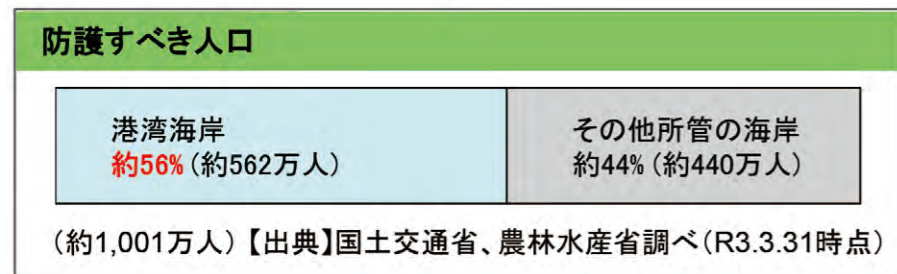 防護すべき人口
港湾海岸
約56%(約562万人)
その他所管の海岸
約44%(約440万人)
(約1,001万人)【出典】国土交通省、農林水産省調べ(R3.3.31時点)